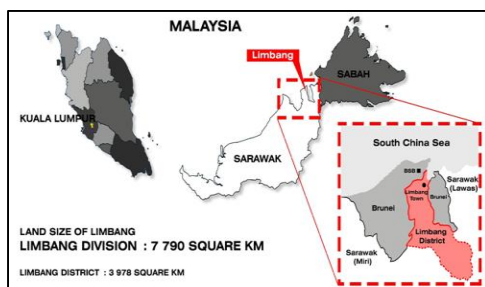 MALAYSIA
Limbang
SABAH
KUALA LUMPUR
SARAWAK
South China Sea
BSB
Limbang
Town
Sarawak
(Lawas)
Brunei
Brunei
Limbang
District
Sarawak
(Miri)
LAND SIZE OF LIMBANG
LIMBANG DIVISION : 7 790 SQUARE KM
LIMBANG DISTRICT : 3 978 SQUARE KM